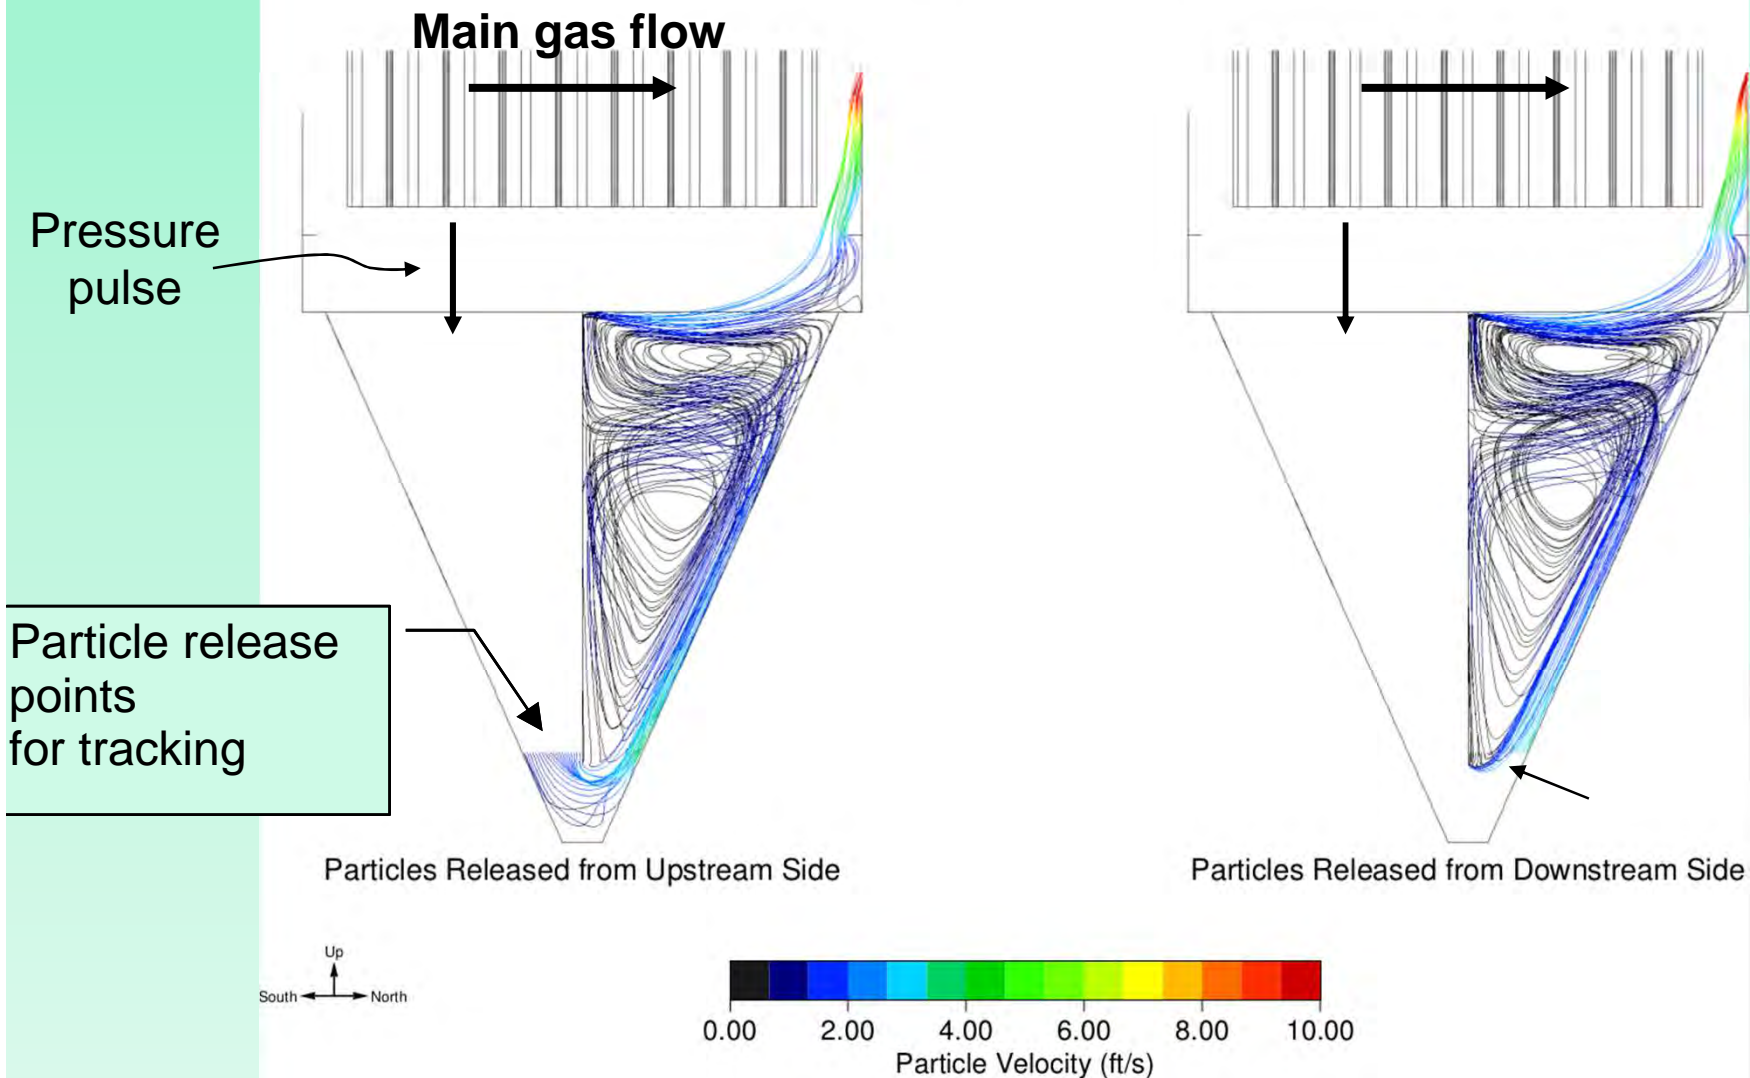 Main gas flow
Pressure
pulse
Particle release
points
for tracking
Particles Released from Upstream Side
Particles Released from Downstream Side
Up
South
North
0.00 2.00 4.00 6.00 8.00 10.00
Particle Velocity (ft/s)